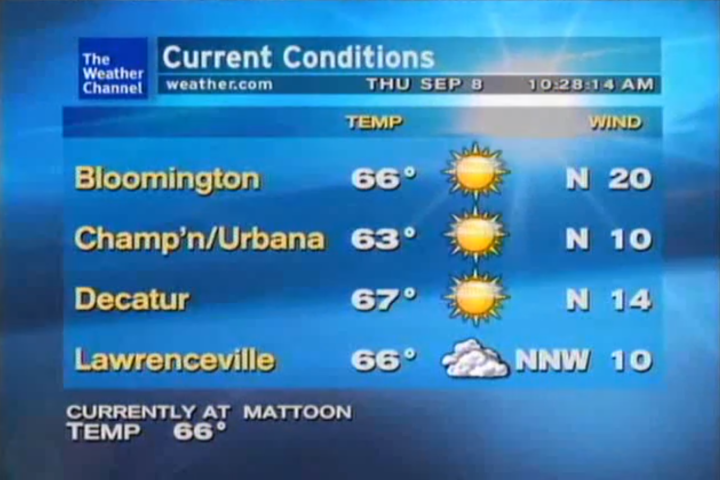 The
Weather
Channel
Current Conditions
weather.com THU SEP 8 10:28:14 AM
TEMP WIND
Bloomington 66° N 20
Champ'n/Urbana 63° N 10
Decatur 67° N 14
Lawrenceville 66° NNW 10
CURRENTLY AT MATTOON
TEMP 66°